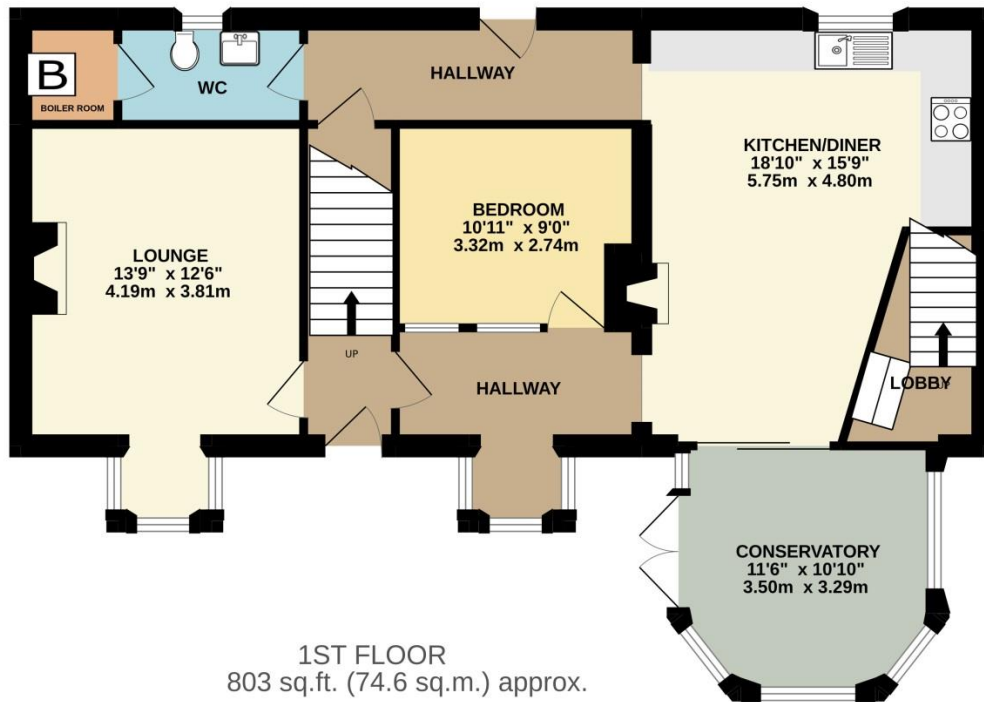 B
BOILER ROOM
WC
HALLWAY
KITCHEN/DINER
18'10" x 15'9"
5.75m x 4.80m
BEDROOM
10'11" x 9'0"
3.32m x 2.74m
LOUNGE
13'9" x 12'6"
4.19m x 3.81m
UP
HALLWAY
LOBBY
UP
CONSERVATORY
11'6" x 10'10"
3.50m x 3.29m
1ST FLOOR
803 sq.ft. (74.6 sq.m.) approx.